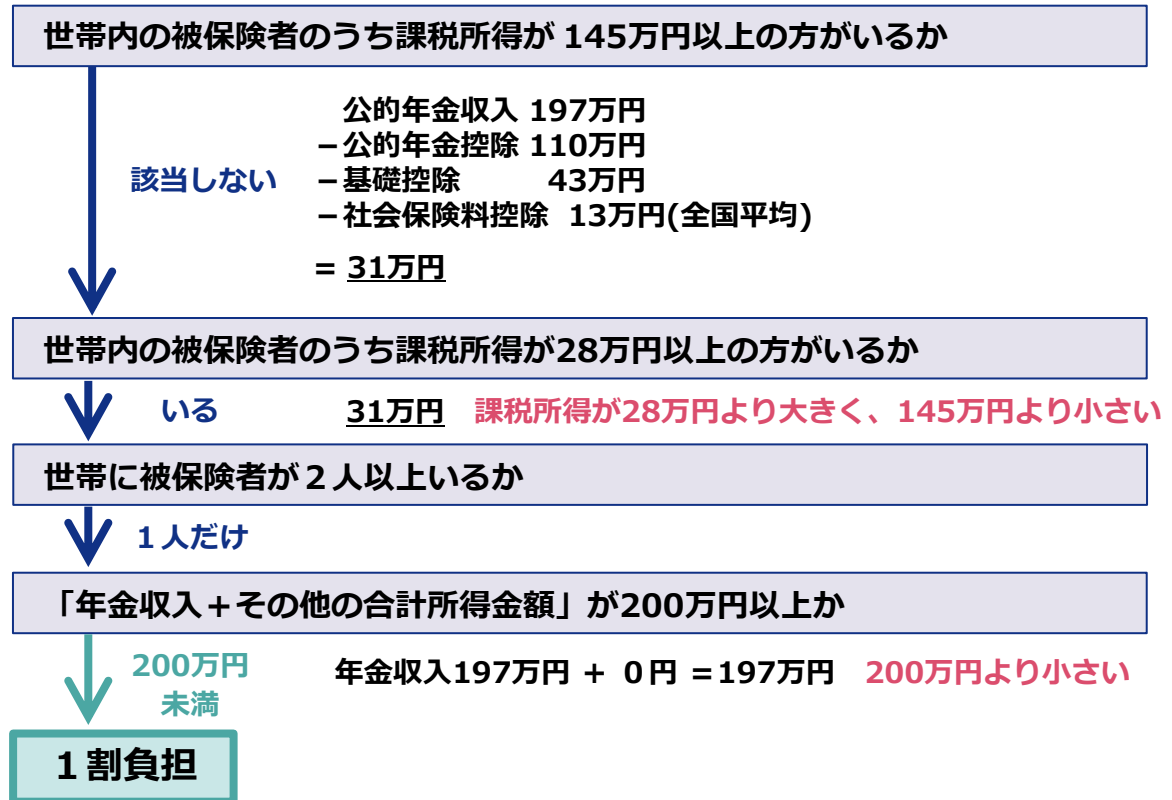 世帯内の被保険者のうち課税所得が 145万円以上の方がいるか
公的年金収入 197万円
－公的年金控除 110万円
該当しない －基礎控除 43万円
－社会保険料控除 13万円(全国平均)
= 31万円
世帯内の被保険者のうち課税所得が28万円以上の方がいるか
いる 31万円 課税所得が28万円より大きく、145万円より小さい
世帯に被保険者が２人以上いるか
１人だけ
「年金収入＋その他の合計所得金額」が200万円以上か
200万円
未満
年金収入197万円 + ０円 =197万円 200万円より小さい
１割負担